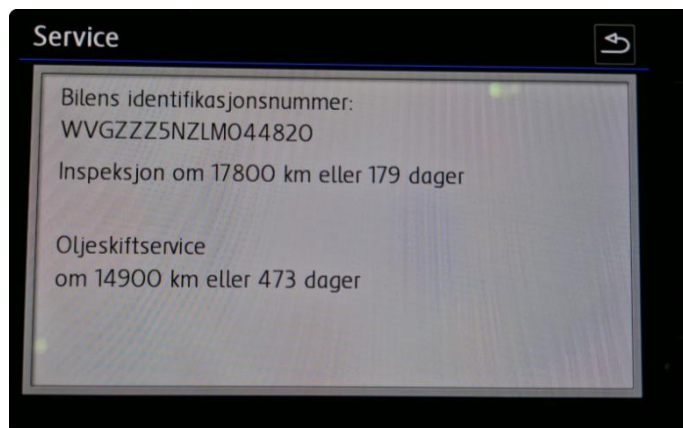 Service
Bilens identifikasjonsnummer:
WVGZZZ5NZLM044820
Inspeksjon om 17800 km eller 179 dager
Oljeskiftservice
om 14900 km eller 473 dager